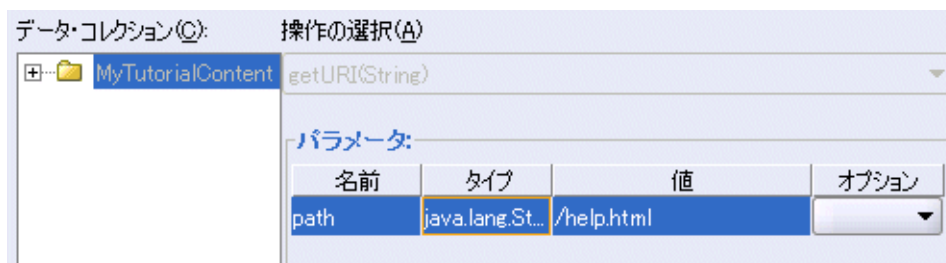 データ・コレクション(C):
操作の選択(A)
MyTutorialContent
getURI(String)
パラメータ:
名前 タイプ 値 オプション
path java.lang.St... /help.html